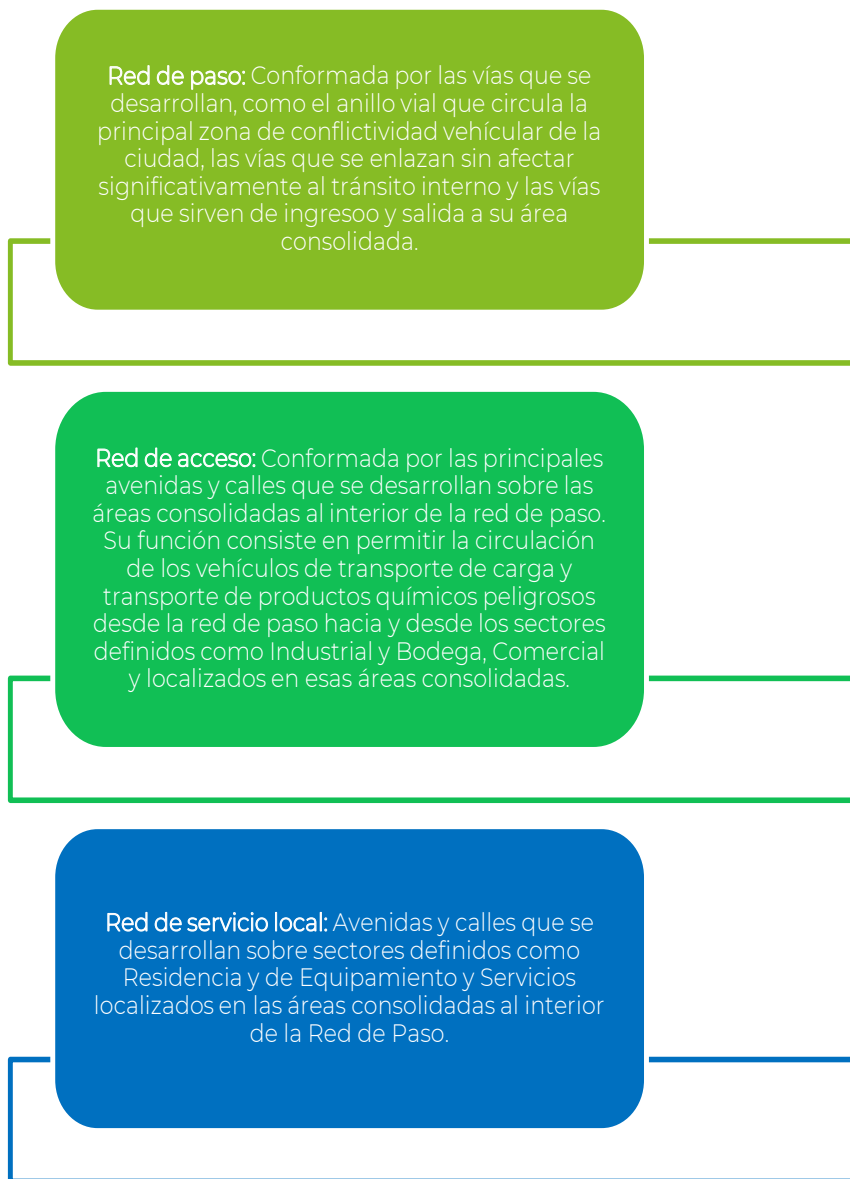 Red de paso: Conformada por las vías que se
desarrollan, como el anillo vial que circula la
principal zona de conflictividad vehícular de la
ciudad, las vías que se enlazan sin afectar
significativamente al tránsito interno y las vías
que sirven de ingresoo y salida a su área
consolidada.
Red de acceso: Conformada por las principales
avenidas y calles que se desarrollan sobre las
áreas consolidadas al interior de la red de paso.
Su función consiste en permitir la circulación
de los vehículos de transporte de carga y
transporte de productos químicos peligrosos
desde la red de paso hacia y desde los sectores
definidos como Industrial y Bodega, Comercial
y localizados en esas áreas consolidadas.
Red de servicio local: Avenidas y calles que se
desarrollan sobre sectores definidos como
Residencia y de Equipamiento y Servicios
localizados en las áreas consolidadas al interior
de la Red de Paso.